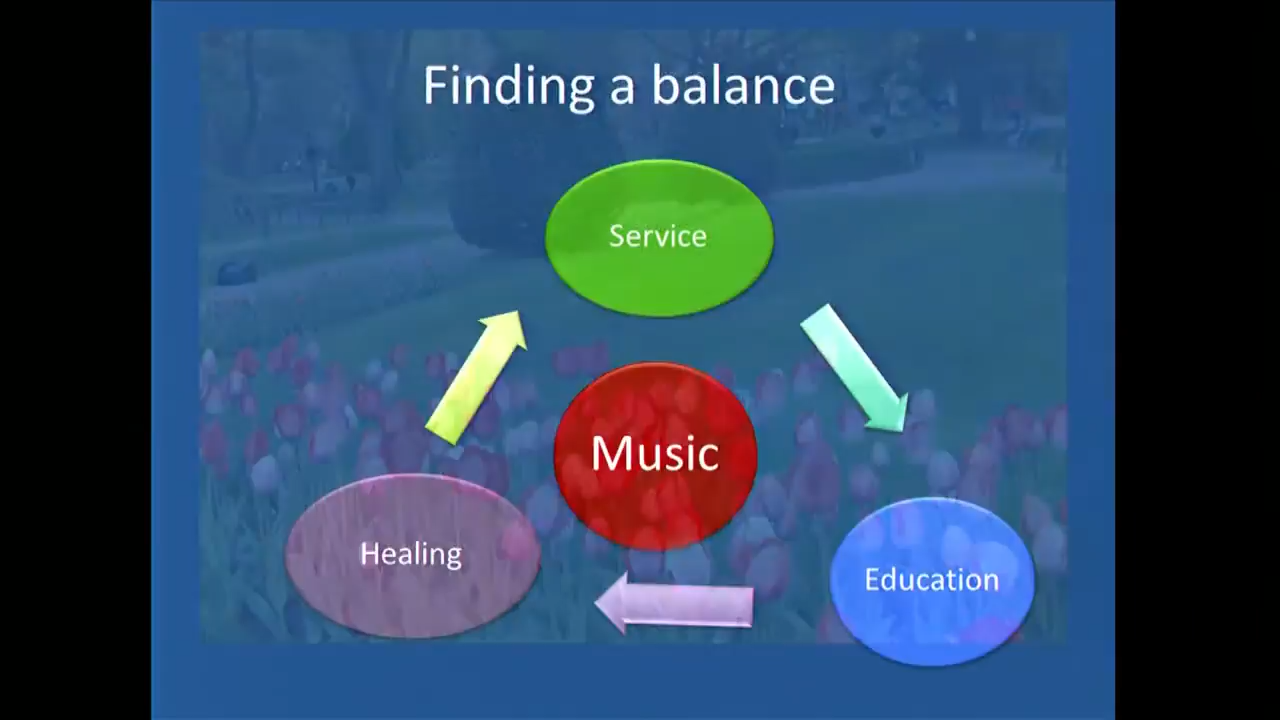 Finding a balance
Service
Music
Healing
Education